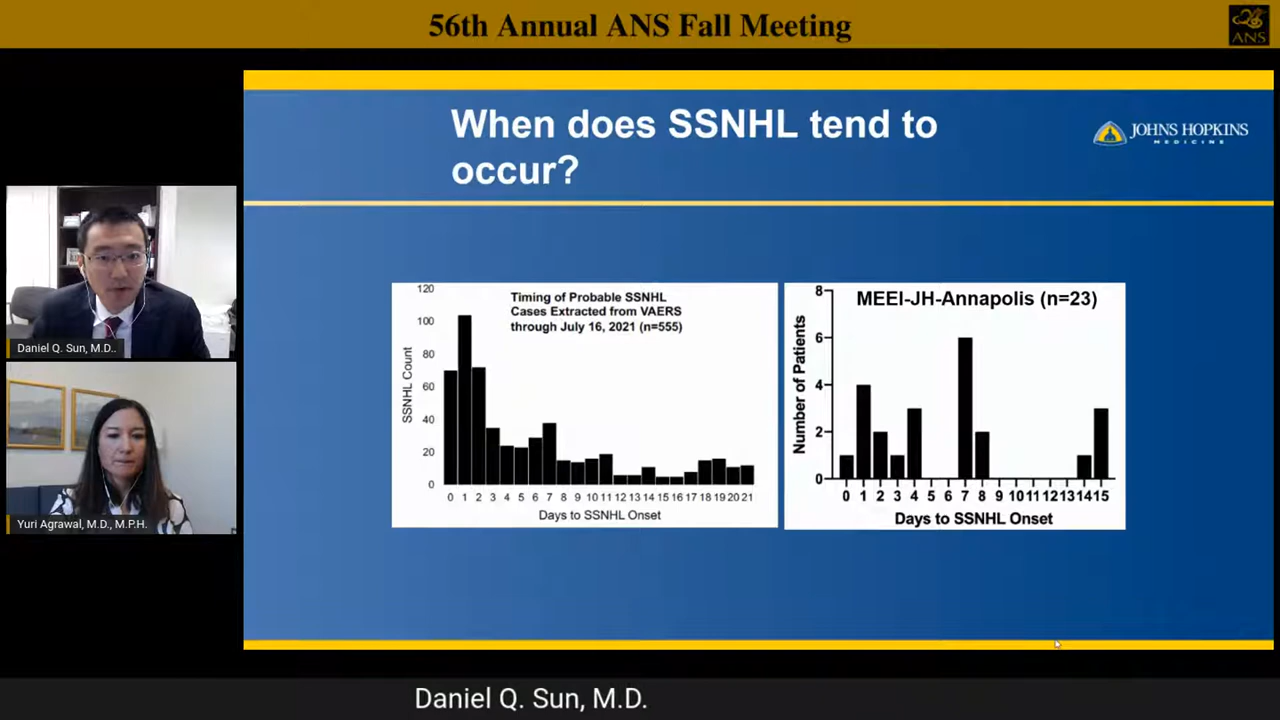 56th Annual ANS Fall Meeting
ANS
When does SSNHL tend to
occur?
JOHNS HOPKINS
MEDICINE
Daniel Q. Sun, M.D..
Yuri Agrawal, M.D., M.P.H.
Timing of Probable SSNHL
Cases Extracted from VAERS
through July 16, 2021 (n=555)
SSNHL Count
120
100
80
60
40
20
0
0 1 2 3 4 5 6 7 8 9 10 11 12 13 14 15 16 17 18 19 20 21
Days to SSNHL Onset
MEEI-JH-Annapolis (n=23)
Number of Patients
8
6
4
2
0
0 1 2 3 4 5 6 7 8 9 10 11 12 13 14 15
Days to SSNHL Onset
Daniel Q. Sun, M.D.